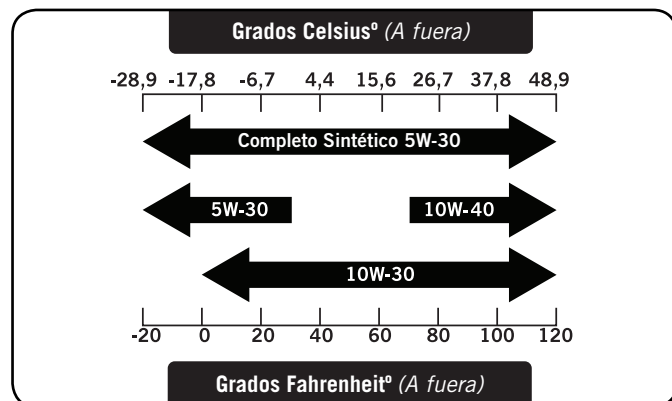 Grados Celsiusº (A fuera)
-28,9 -17,8 -6,7 4,4 15,6 26,7 37,8 48,9
Completo Sintético 5W-30
5W-30 10W-40
10W-30
-20 0 20 40 60 80 100 120
Grados Fahrenheitº (A fuera)